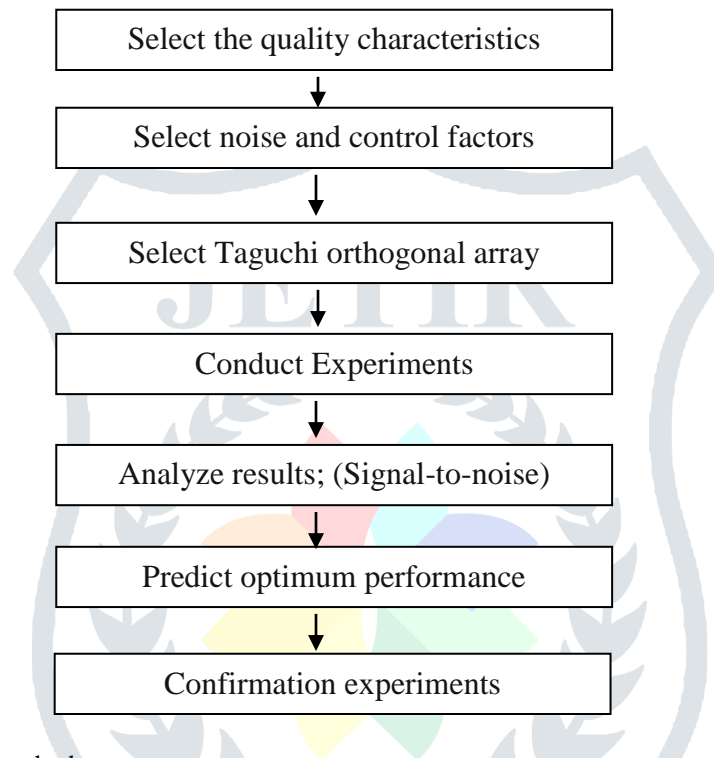 Select the quality characteristics
Select noise and control factors
Select Taguchi orthogonal array
JETIR
Conduct Experiments
Analyze results; (Signal-to-noise)
Predict optimum performance
Confirmation experiments